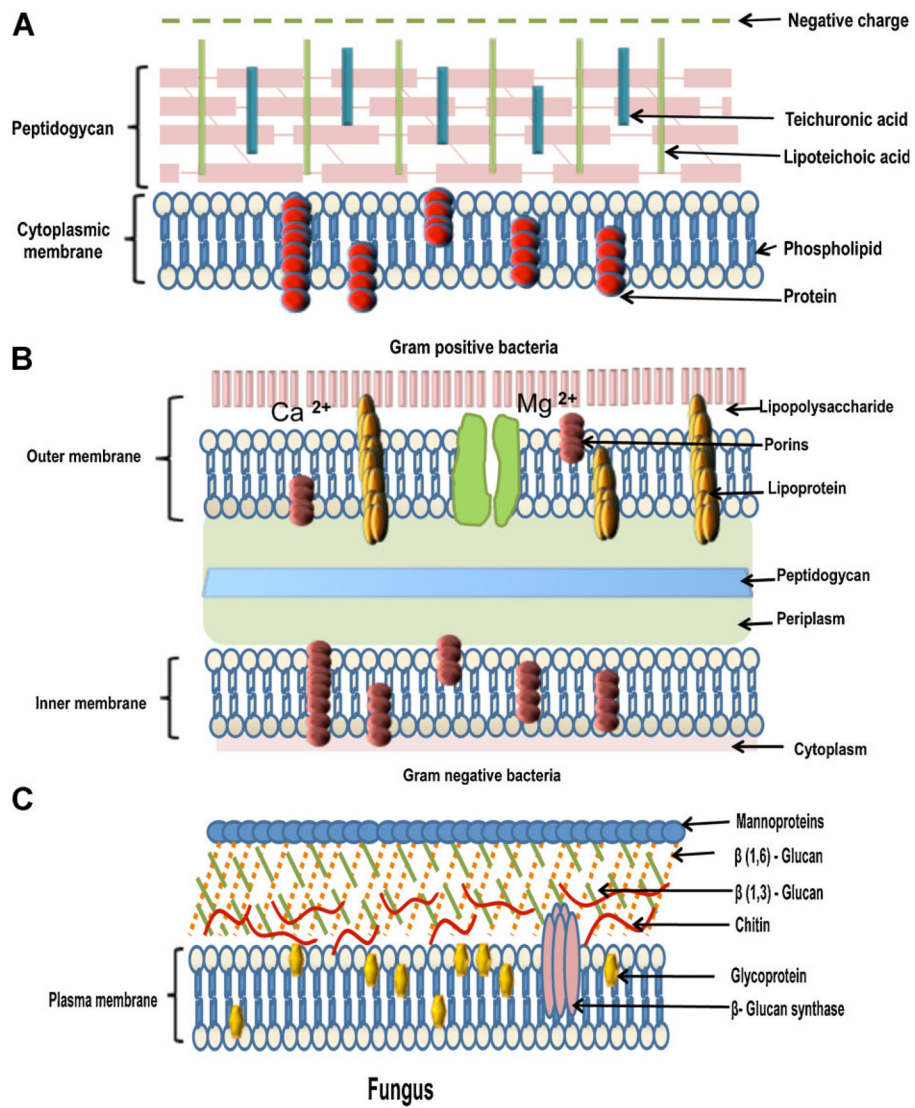 A
Negative charge
Peptidogycan
Teichuronic acid
Lipoteichoic acid
Cytoplasmic
membrane
Phospholipid
Protein
Gram positive bacteria
B
Ca 2+
Mg 2+
Lipopolysaccharide
Porins
Outer membrane
Lipoprotein
Peptidogycan
Periplasm
Inner membrane
Cytoplasm
Gram negative bacteria
C
Mannoproteins
β (1,6) - Glucan
β (1,3) - Glucan
Chitin
Glycoprotein
Plasma membrane
β- Glucan synthase
Fungus